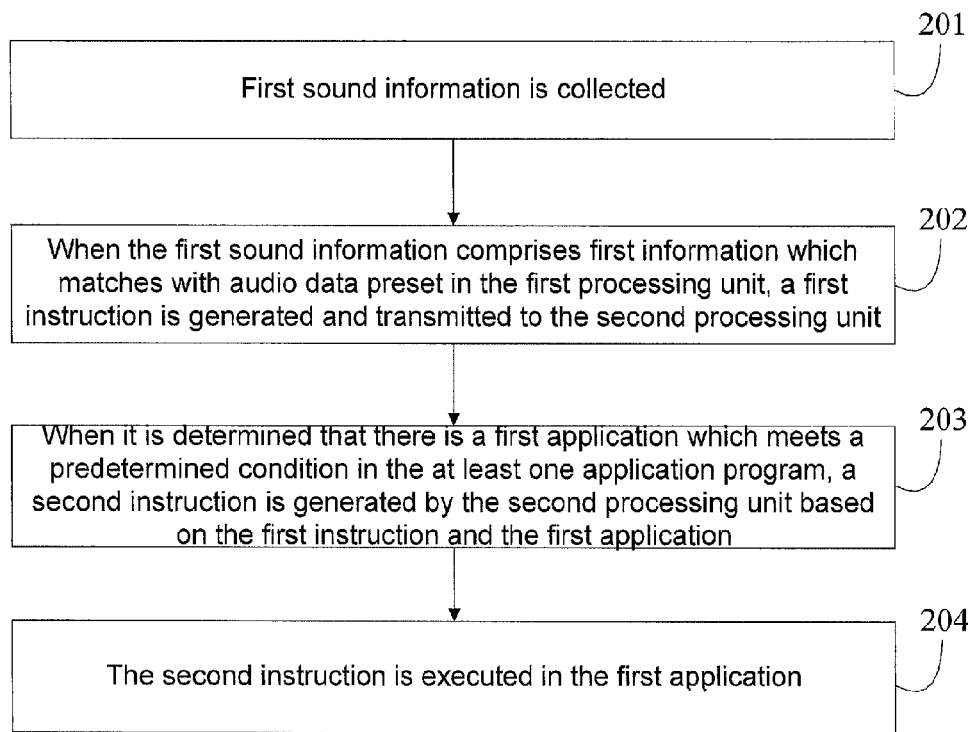 201
First sound information is collected
202
When the first sound information comprises first information which
matches with audio data preset in the first processing unit, a first
instruction is generated and transmitted to the second processing unit
203
When it is determined that there is a first application which meets a
predetermined condition in the at least one application program, a
second instruction is generated by the second processing unit based
on the first instruction and the first application
204
The second instruction is executed in the first application